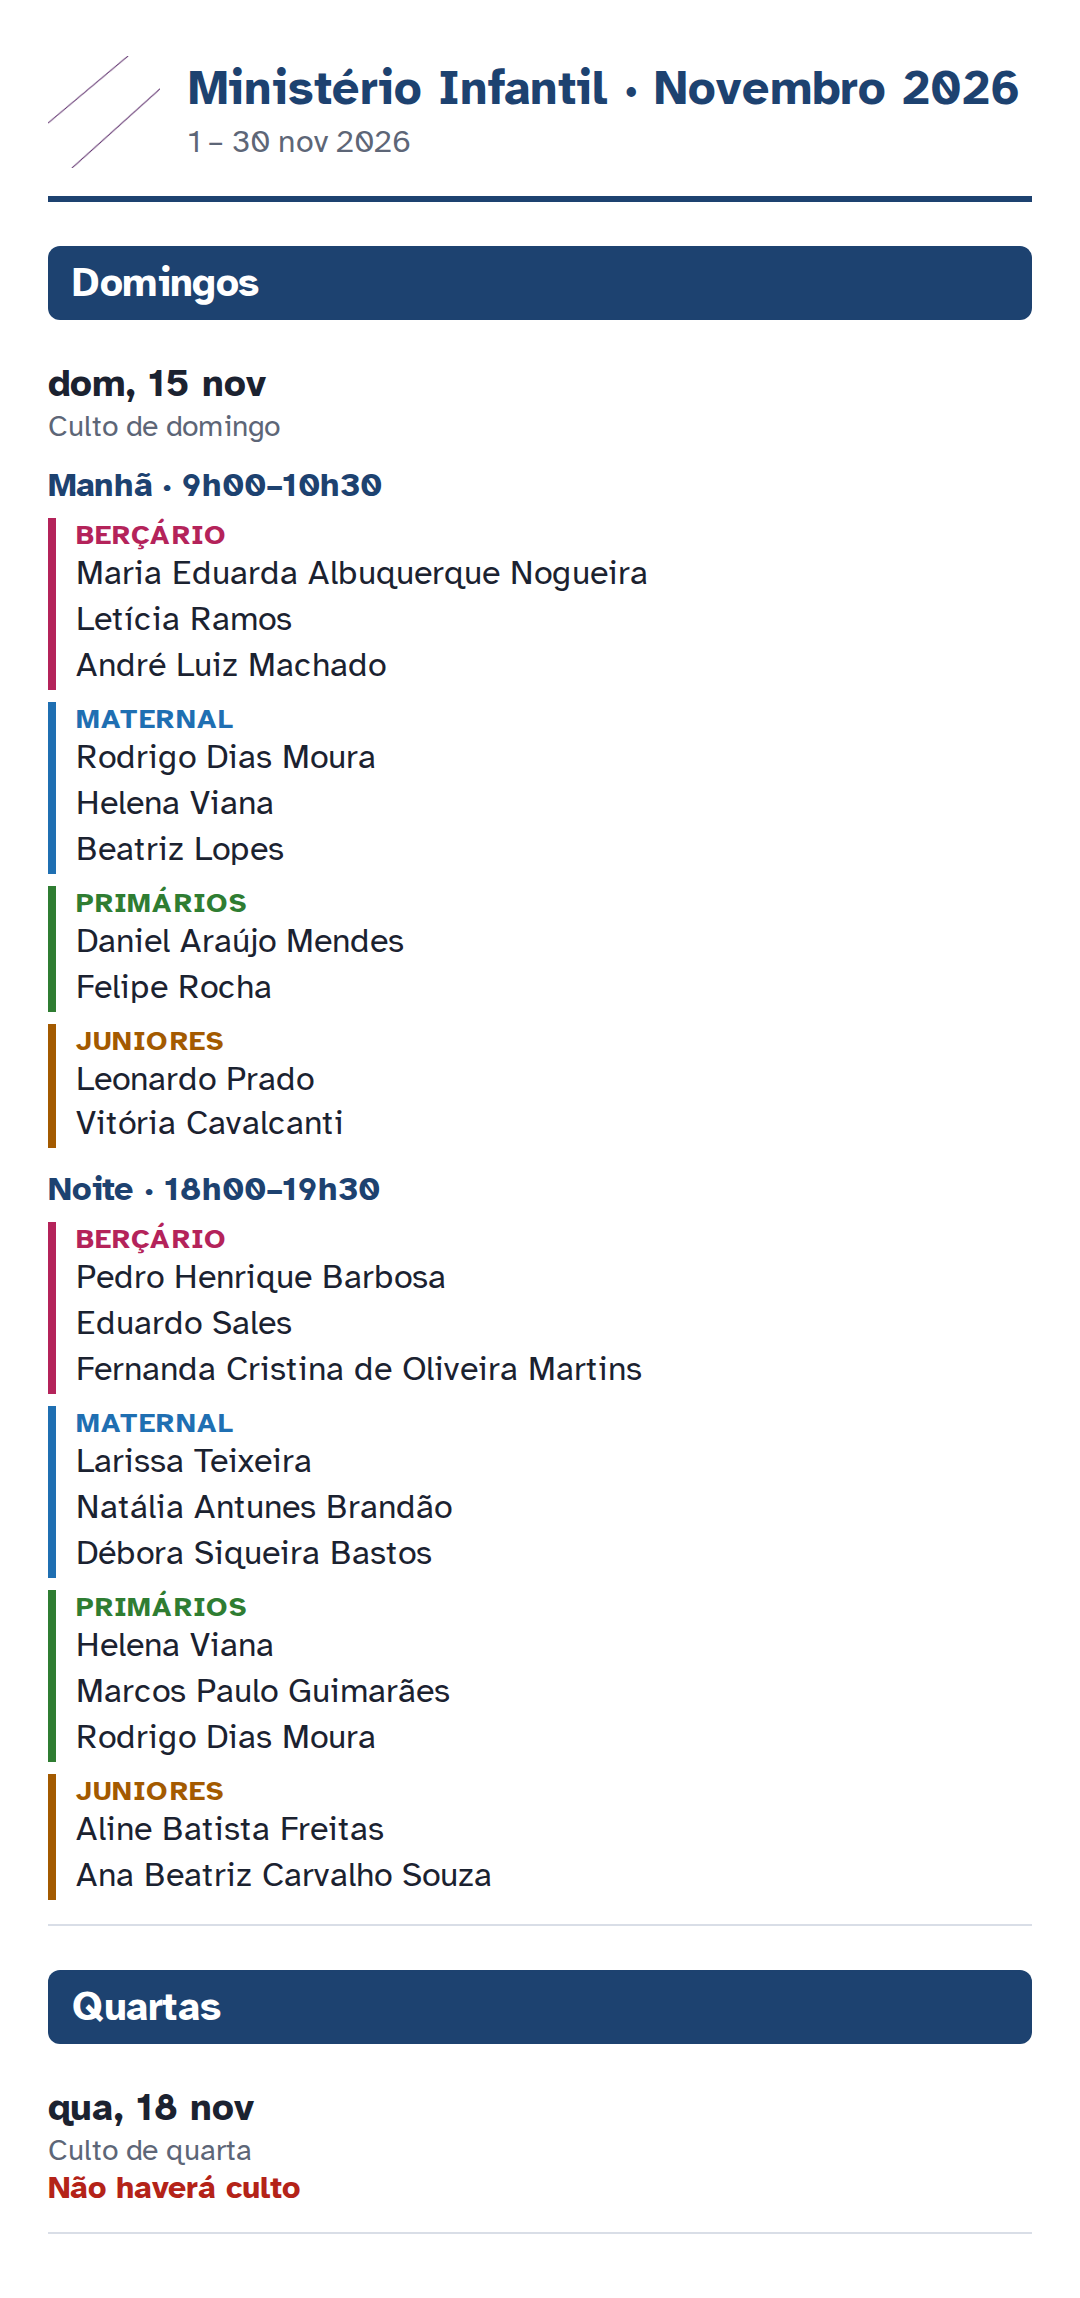 Ministério Infantil • Novembro 2026
1 – 30 nov 2026
Domingos
dom, 15 nov
Culto de domingo
Manhã • 9h00–10h30
BERÇÁRIO
Maria Eduarda Albuquerque Nogueira
Letícia Ramos
André Luiz Machado
MATERNAL
Rodrigo Dias Moura
Helena Viana
Beatriz Lopes
PRIMÁRIOS
Daniel Araújo Mendes
Felipe Rocha
JUNIORES
Leonardo Prado
Vitória Cavalcanti
Noite • 18h00–19h30
BERÇÁRIO
Pedro Henrique Barbosa
Eduardo Sales
Fernanda Cristina de Oliveira Martins
MATERNAL
Larissa Teixeira
Natália Antunes Brandão
Débora Siqueira Bastos
PRIMÁRIOS
Helena Viana
Marcos Paulo Guimarães
Rodrigo Dias Moura
JUNIORES
Aline Batista Freitas
Ana Beatriz Carvalho Souza
Quartas
qua, 18 nov
Culto de quarta
Não haverá culto